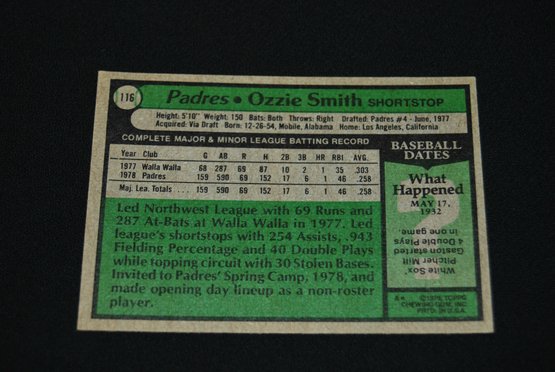 116
Padres • Ozzie Smith SHORTSTOP
Height: 5'10" Weight: 150 Bats: Both Throws: Right Drafted: Padres #4 - June, 1977
Acquired: Via Draft Born: 12-26-54, Mobile, Alabama Home: Los Angeles, California
COMPLETE MAJOR & MINOR LEAGUE BATTING RECORD
Year Club G AB R H 2B 3B HR RBI AVG.
1977 Walla Walla 68 287 69 87 10 2 1 35 .303
1978 Padres 159 590 69 152 17 6 1 46 .258
Maj. Lea. Totals . . . 159 590 69 152 17 6 1 46 .258
Led Northwest League with 69 Runs and
287 At-Bats at Walla Walla in 1977. Led
league's shortstops with 254 Assists, .943
Fielding Percentage and 40 Double Plays
while topping circuit with 30 Stolen Bases.
Invited to Padres' Spring Camp, 1978, and
made opening day lineup as a non-roster
player.
BASEBALL
DATES
What
Happened
MAY 17,
1932
?
White Sox'
Pitcher Milt
Gaston started
4 Double Plays
in one game
A* ©1979, TOPPS
CHEWING GUM, INC.
PRTD. IN U.S.A.